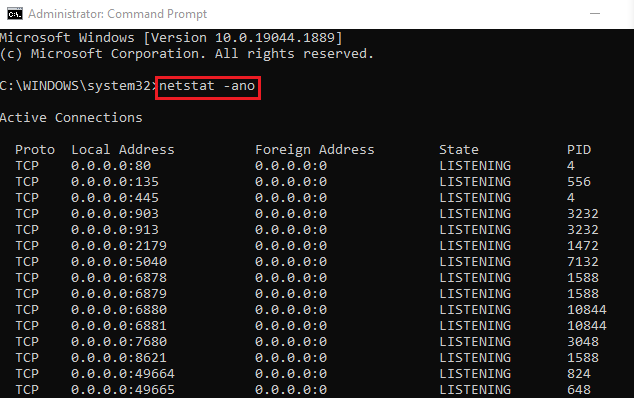 Administrator: Command Prompt
Microsoft Windows [Version 10.0.19044.1889]
(c) Microsoft Corporation. All rights reserved.
C:\WINDOWS\system32>netstat -ano
Active Connections
Proto Local Address Foreign Address State PID
TCP 0.0.0.0:80 0.0.0.0:0 LISTENING 4
TCP 0.0.0.0:135 0.0.0.0:0 LISTENING 556
TCP 0.0.0.0:445 0.0.0.0:0 LISTENING 4
TCP 0.0.0.0:903 0.0.0.0:0 LISTENING 3232
TCP 0.0.0.0:913 0.0.0.0:0 LISTENING 3232
TCP 0.0.0.0:2179 0.0.0.0:0 LISTENING 1472
TCP 0.0.0.0:5040 0.0.0.0:0 LISTENING 7132
TCP 0.0.0.0:6878 0.0.0.0:0 LISTENING 1588
TCP 0.0.0.0:6879 0.0.0.0:0 LISTENING 1588
TCP 0.0.0.0:6880 0.0.0.0:0 LISTENING 10844
TCP 0.0.0.0:6881 0.0.0.0:0 LISTENING 10844
TCP 0.0.0.0:7680 0.0.0.0:0 LISTENING 3048
TCP 0.0.0.0:8621 0.0.0.0:0 LISTENING 1588
TCP 0.0.0.0:49664 0.0.0.0:0 LISTENING 824
TCP 0.0.0.0:49665 0.0.0.0:0 LISTENING 648